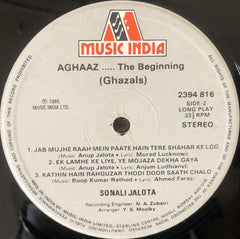 MUSIC INDIA
AGHAAZ ..... The Beginning
(Ghazals)
2394 816
SIDE-2
LONG PLAY
33⅓ RPM
STEREO
℗ 1985
MUSIC INDIA LTD.
1. JAB MUJHE RAAH MEIN PAATE HAIN TERE SHAHAR KE LOG
(Music: Anup Jalota • Lyric: Murad Lucknowi)
2. EK LAMHE KE LIYE, YE MOJAZA DEKHA GAYA
(Music: Anup Jalota • Lyric: Anjum Ludhianvi)
3. KATHIN HAIN RAHGUZAR THODI DOOR SAATH CHALO
(Music: Roop Kumar Rathod • Lyric: Ahmed Faraz)
SONALI JALOTA
Recording Engineer: N. A. Zubairi
Arranger: Y. S. Moolky